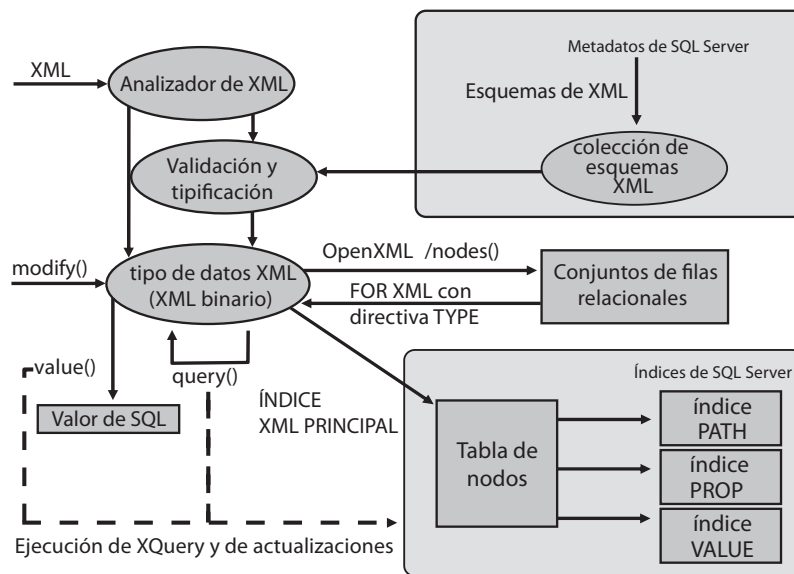 XML
Analizador de XML
Metadatos de SQL Server
Esquemas de XML
colección de
esquemas
XML
Validación y
tipificación
modify()
tipo de datos XML
(XML binario)
OpenXML /nodes()
FOR XML con
directiva TYPE
Conjuntos de filas
relacionales
value()
query()
Valor de SQL
ÍNDICE
XML PRINCIPAL
Índices de SQL Server
Tabla de
nodos
índice
PATH
índice
PROP
índice
VALUE
Ejecución de XQuery y de actualizaciones